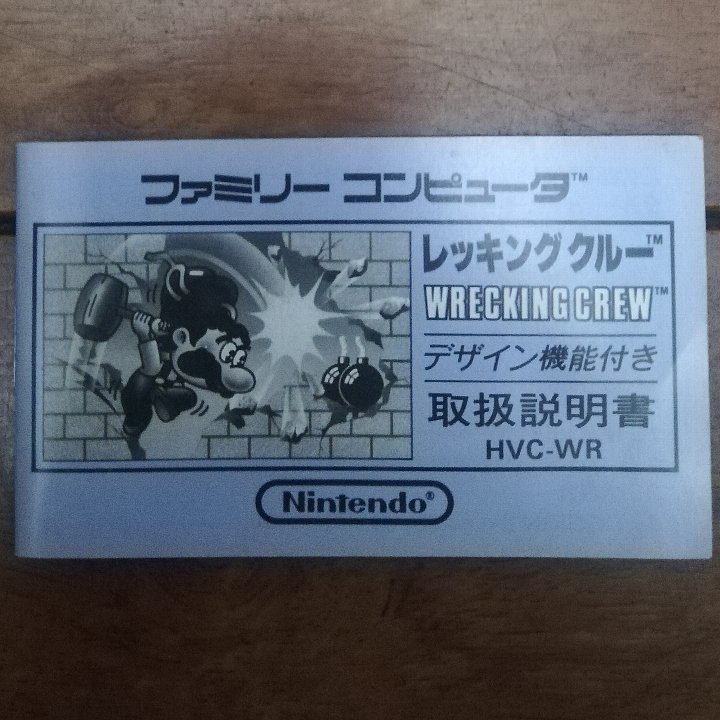 ファミリー コンピュータ™
レッキングクルー™
WRECKING CREW™
デザイン機能付き
取扱説明書
HVC-WR
Nintendo®